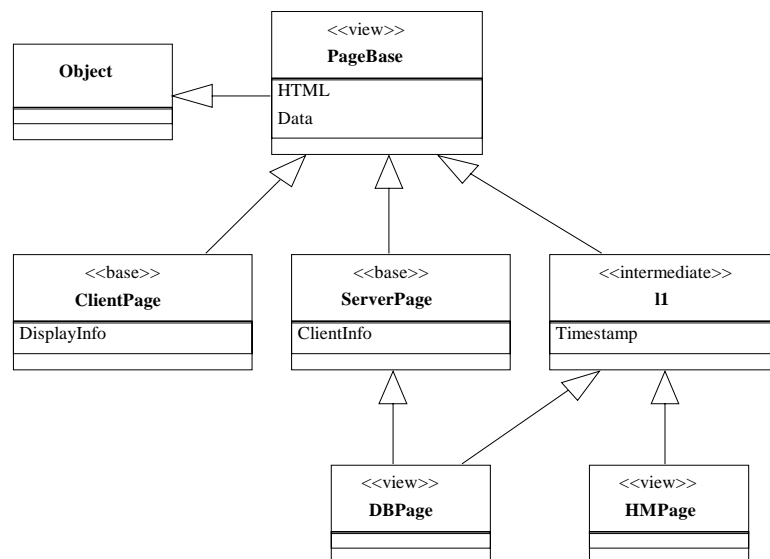 <<view>>
PageBase
HTML
Data
Object
<<base>>
ClientPage
DisplayInfo
<<base>>
ServerPage
ClientInfo
<<intermediate>>
I1
Timestamp
<<view>>
DBPage
<<view>>
HMPage